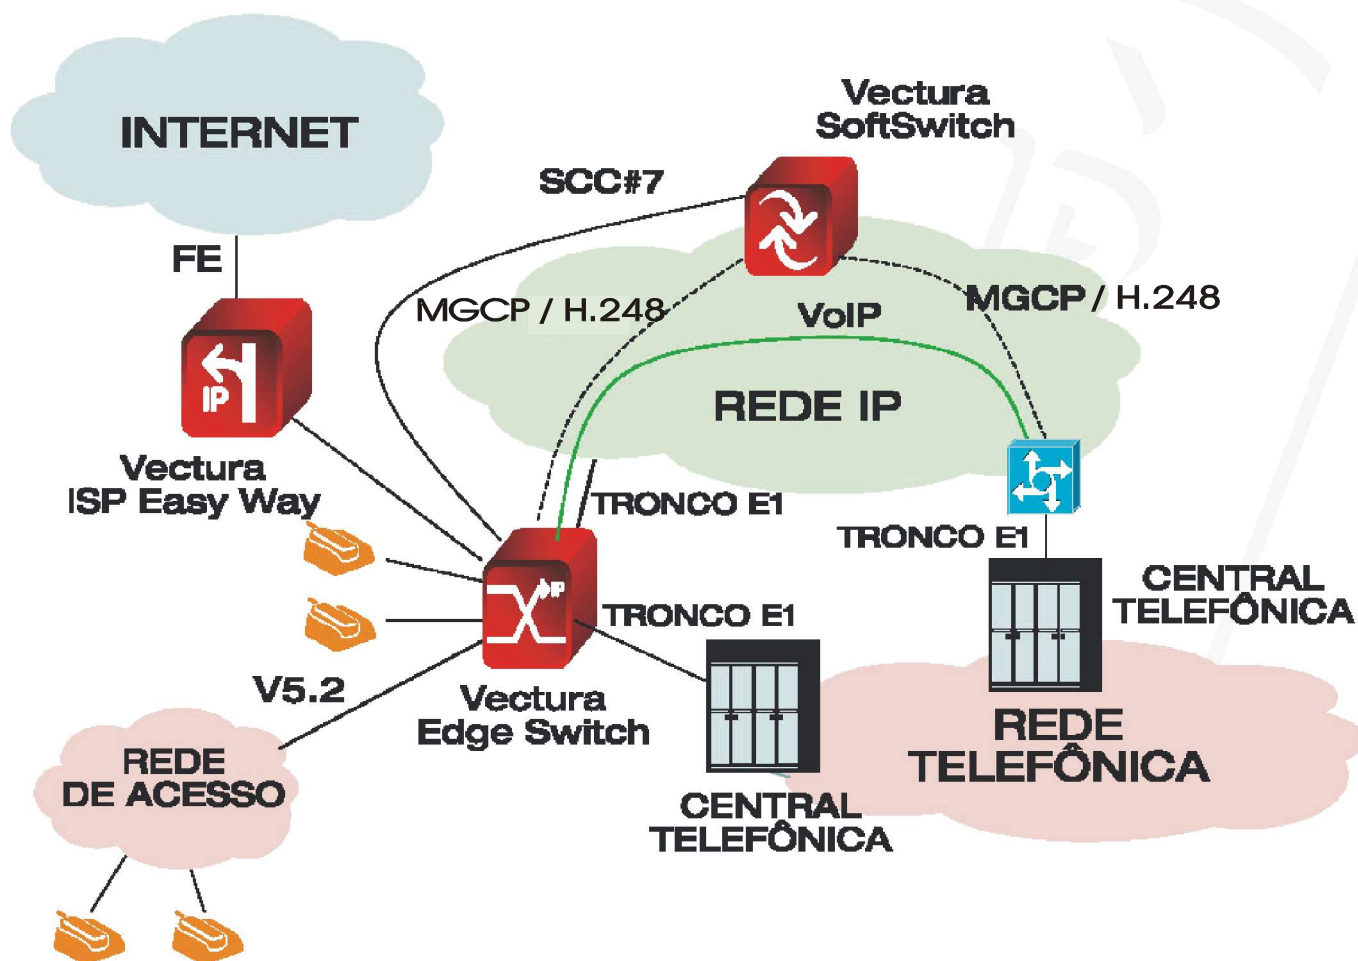 INTERNET
Vectura
SoftSwitch
SCC#7
FE
MGCP / H.248
VoIP
MGCP / H.248
REDE IP
IP
Vectura
ISP Easy Way
TRONCO E1
TRONCO E1
IP
TRONCO E1
CENTRAL
TELEFÔNICA
V5.2
Vectura
Edge Switch
REDE
TELEFÔNICA
REDE
DE ACESSO
CENTRAL
TELEFÔNICA